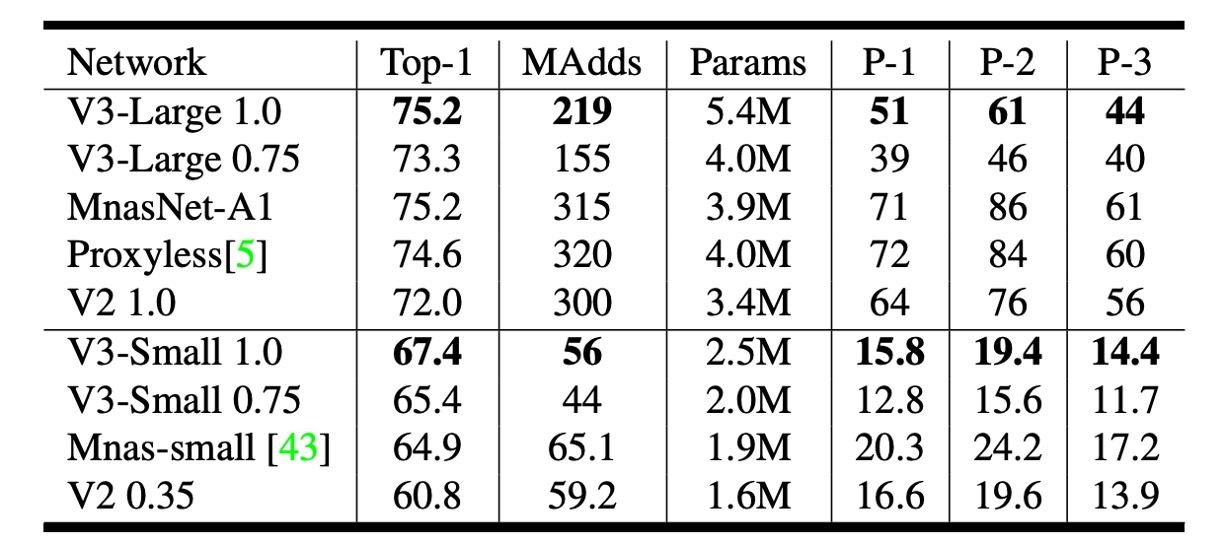 Network Top-1 MAdds Params P-1 P-2 P-3
V3-Large 1.0 75.2 219 5.4M 51 61 44
V3-Large 0.75 73.3 155 4.0M 39 46 40
MnasNet-A1 75.2 315 3.9M 71 86 61
Proxyless[5] 74.6 320 4.0M 72 84 60
V2 1.0 72.0 300 3.4M 64 76 56
V3-Small 1.0 67.4 56 2.5M 15.8 19.4 14.4
V3-Small 0.75 65.4 44 2.0M 12.8 15.6 11.7
Mnas-small [43] 64.9 65.1 1.9M 20.3 24.2 17.2
V2 0.35 60.8 59.2 1.6M 16.6 19.6 13.9